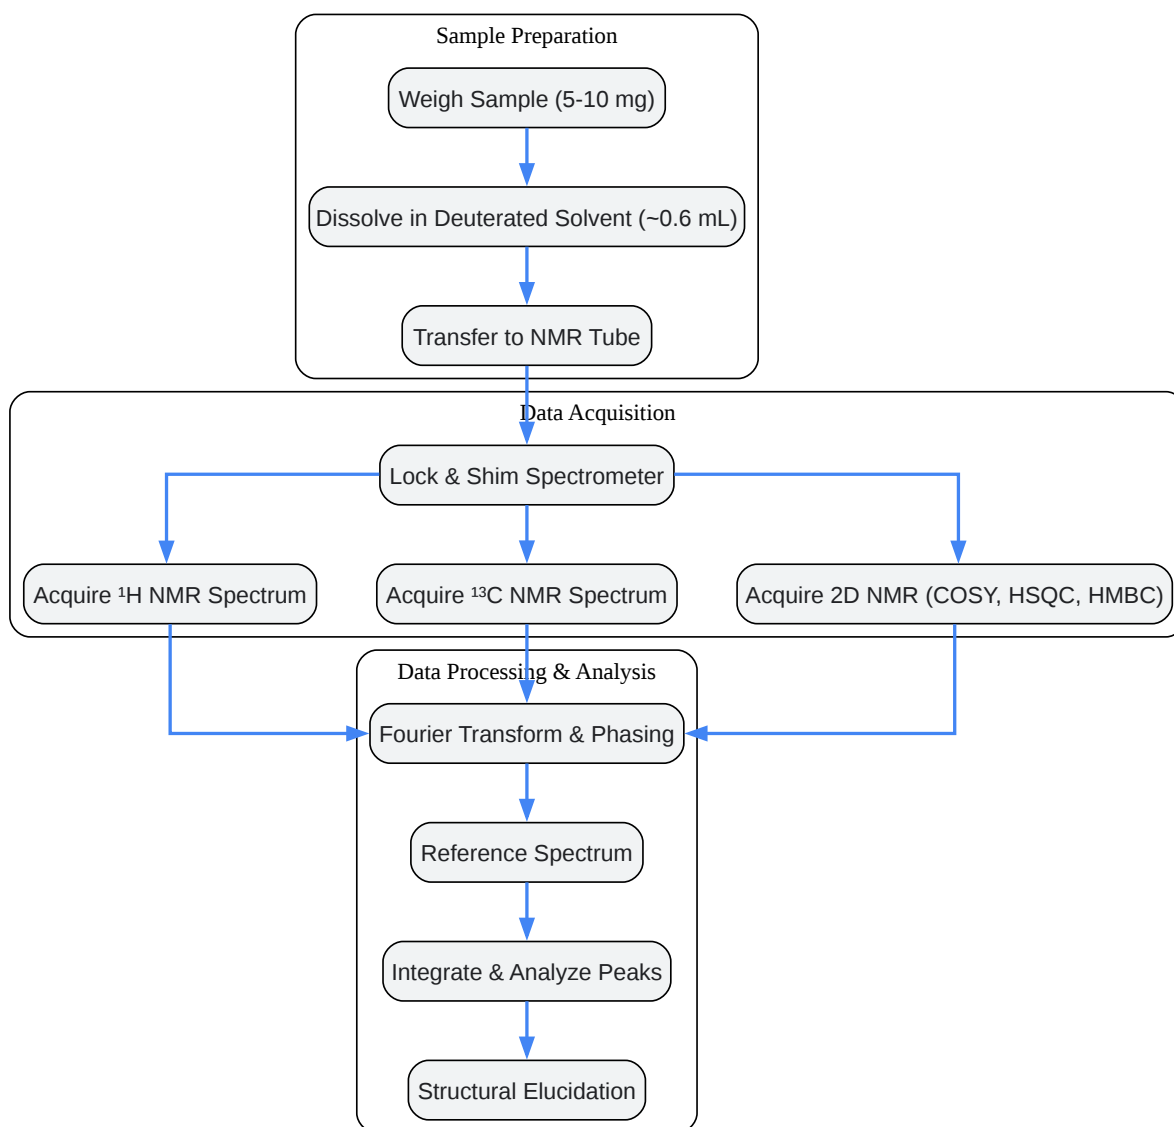 Sample Preparation
Weigh Sample (5-10 mg)
Dissolve in Deuterated Solvent (~0.6 mL)
Transfer to NMR Tube
Data Acquisition
Lock & Shim Spectrometer
Acquire ¹H NMR Spectrum
Acquire ¹³C NMR Spectrum
Acquire 2D NMR (COSY, HSQC, HMBC)
Data Processing & Analysis
Fourier Transform & Phasing
Reference Spectrum
Integrate & Analyze Peaks
Structural Elucidation